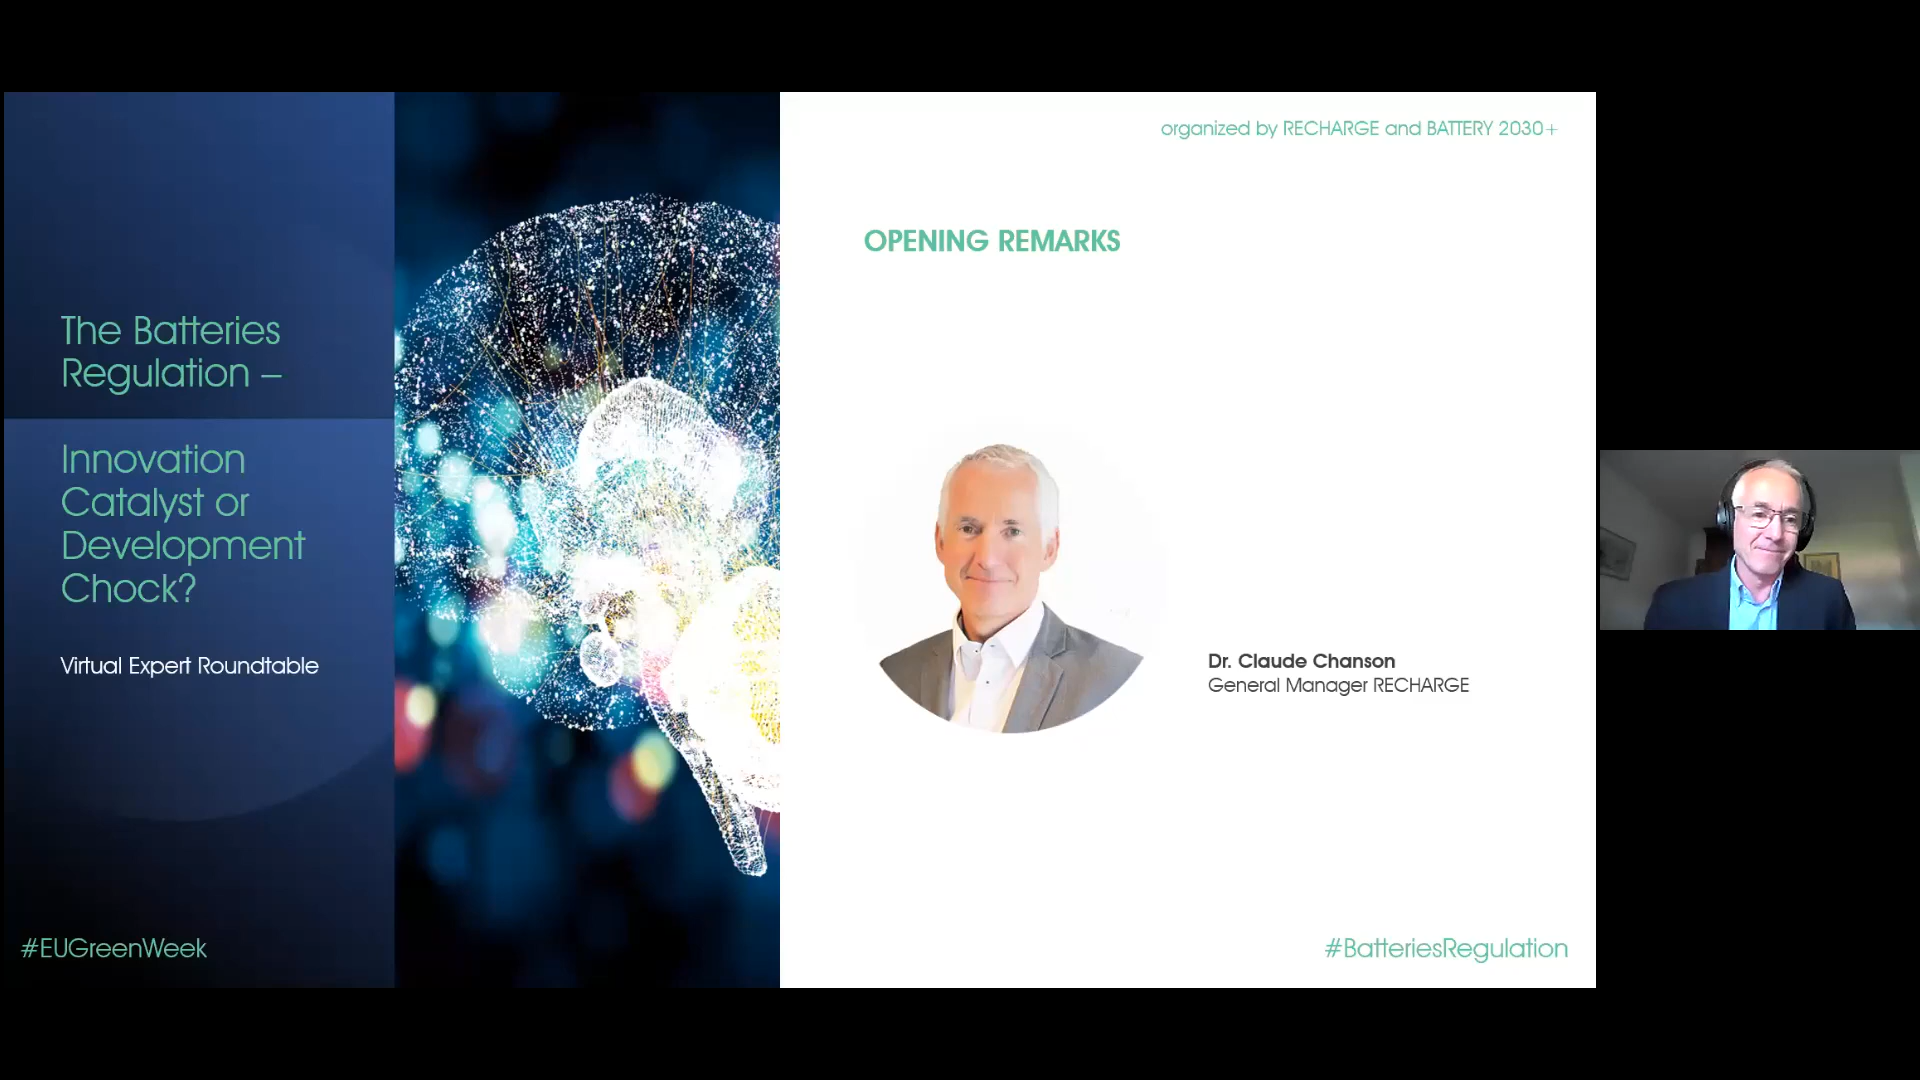 The Batteries
Regulation –
Innovation
Catalyst or
Development
Chock?
Virtual Expert Roundtable
#EUGreenWeek
organized by RECHARGE and BATTERY 2030+
OPENING REMARKS
Dr. Claude Chanson
General Manager RECHARGE
#BatteriesRegulation